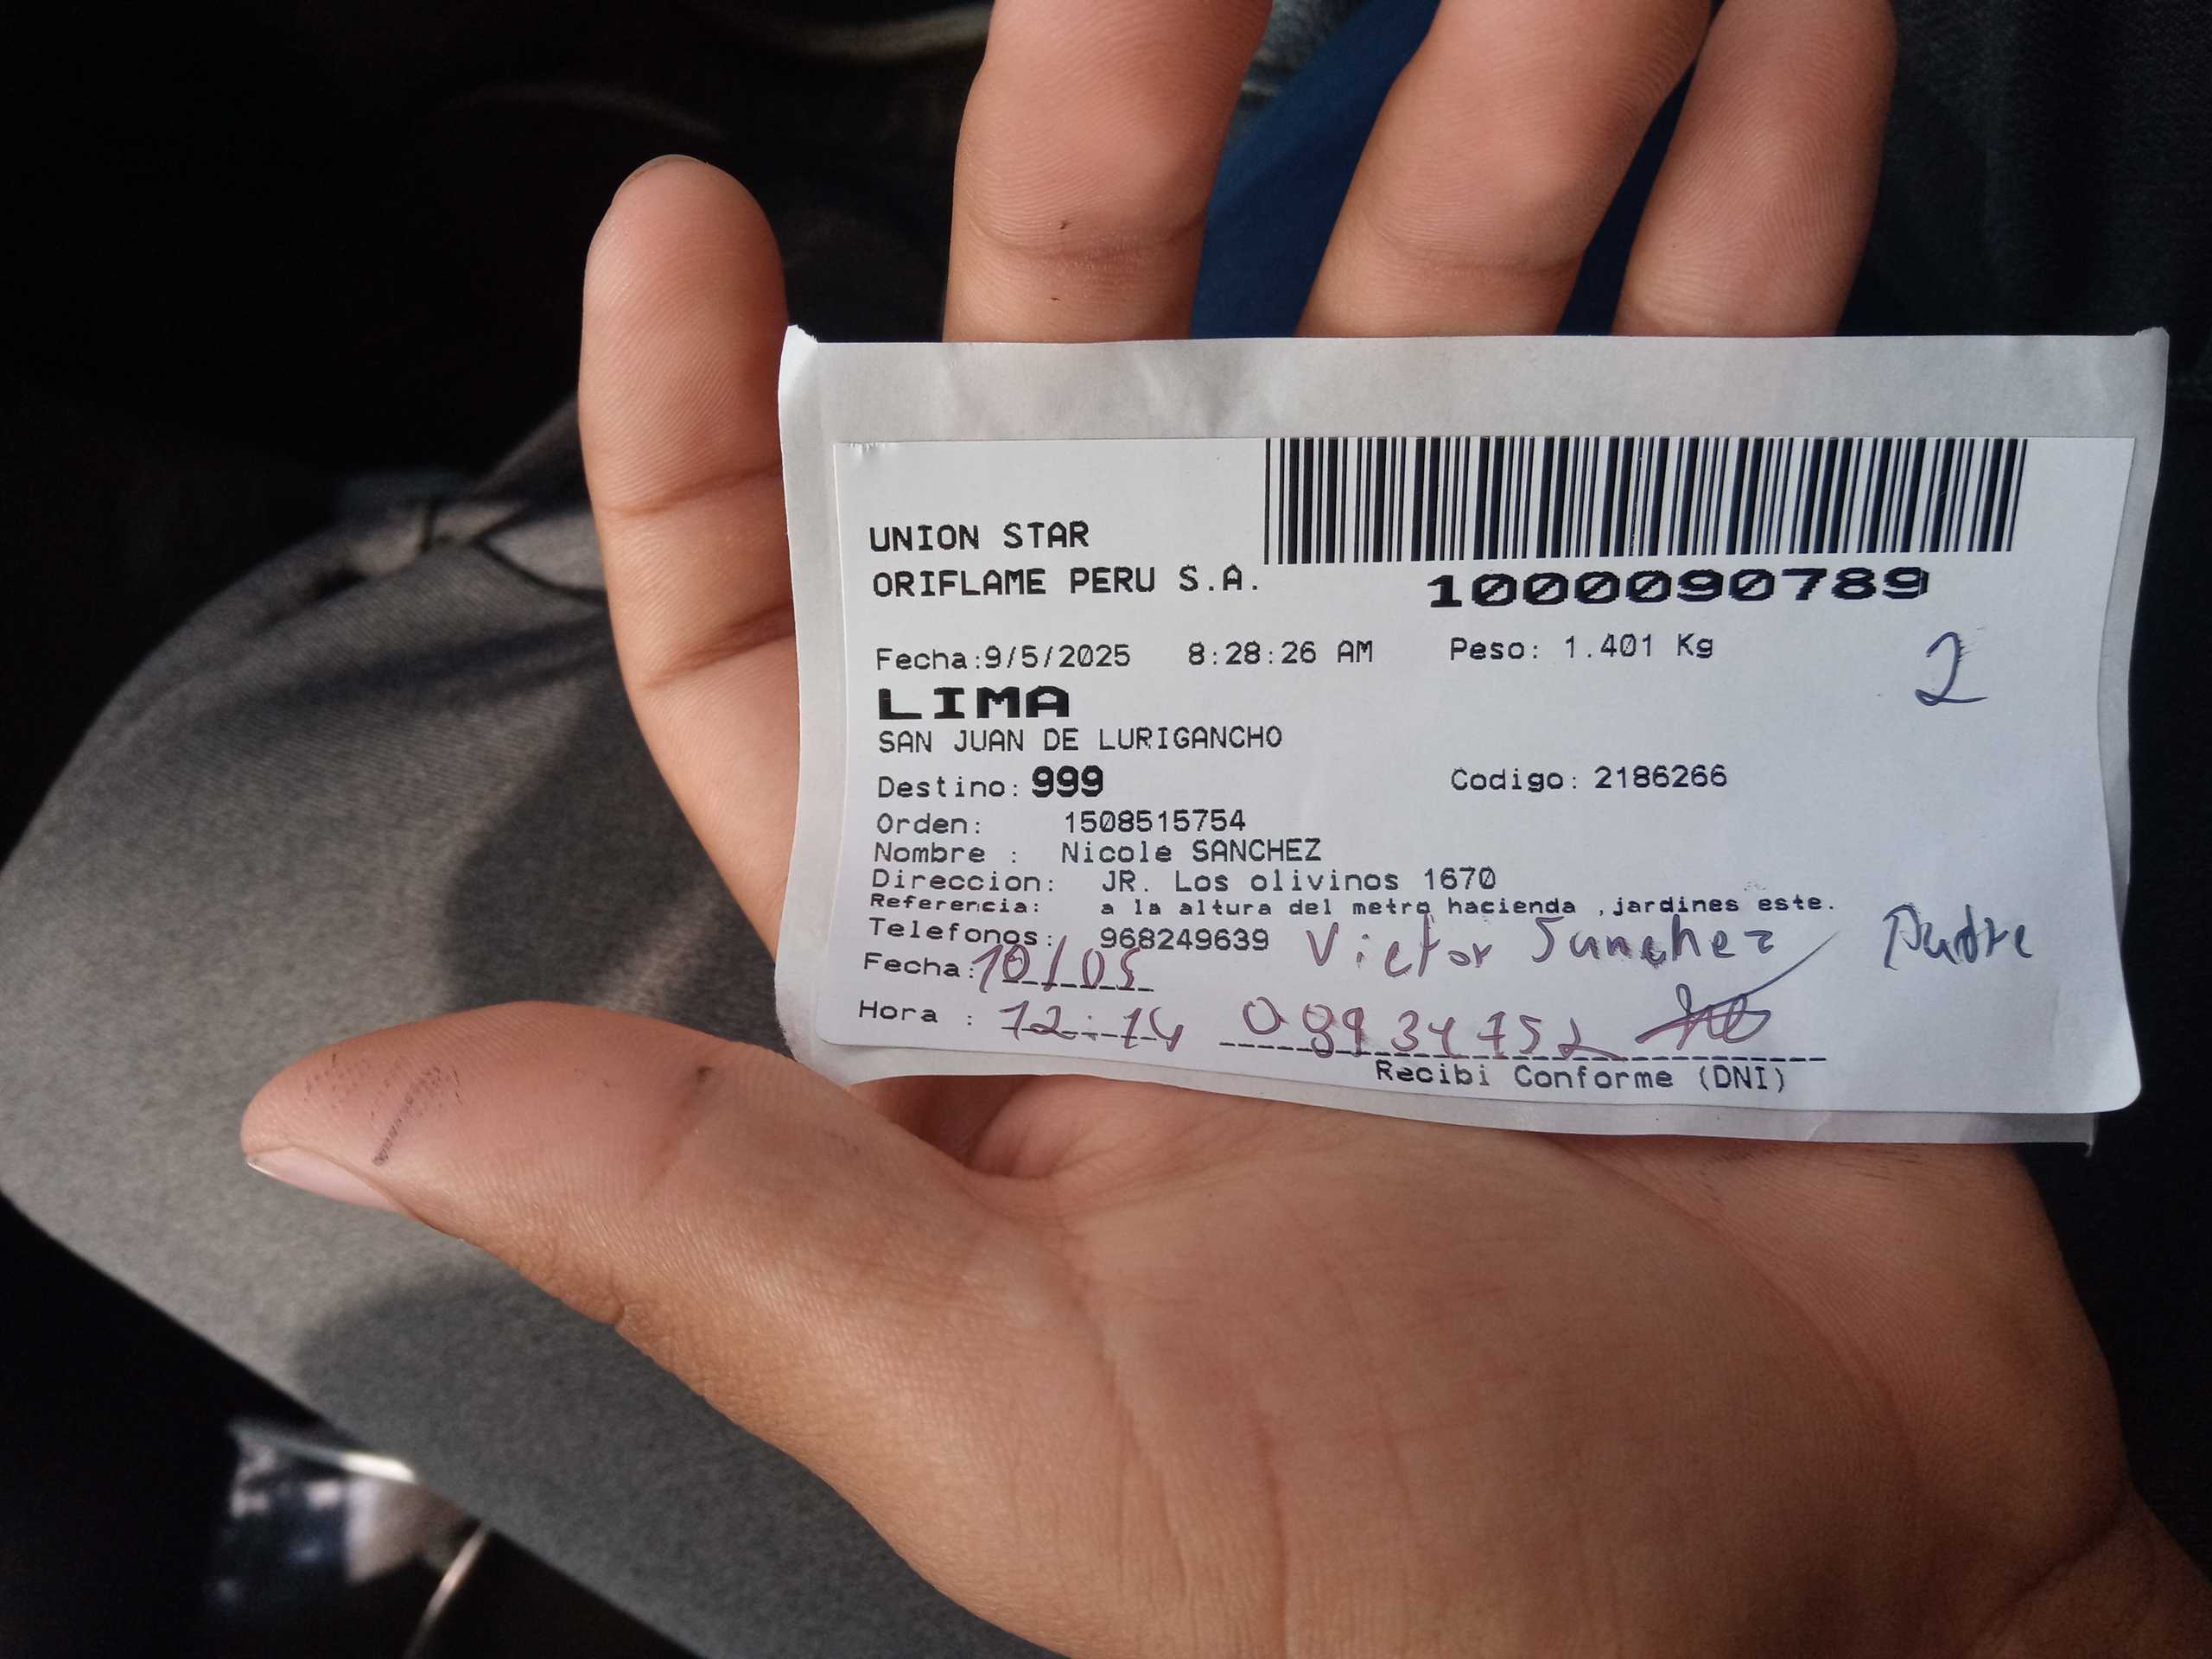 UNION STAR
ORIFLAME PERU S.A.
1000090789
Fecha:9/5/2025 8:28:26 AM Peso: 1.401 Kg
2
LIMA
SAN JUAN DE LURIGANCHO
Destino: 999 Codigo: 2186266
Orden: 1508515754
Nombre : Nicole SANCHEZ
Direccion: JR. Los olivinos 1670
Referencia: a la altura del metro hacienda ,jardines este.
Telefonos: 968249639 Victor Sanchez Padre
Fecha: 10/05
Hora : 12:14
Recibi Conforme (DNI)